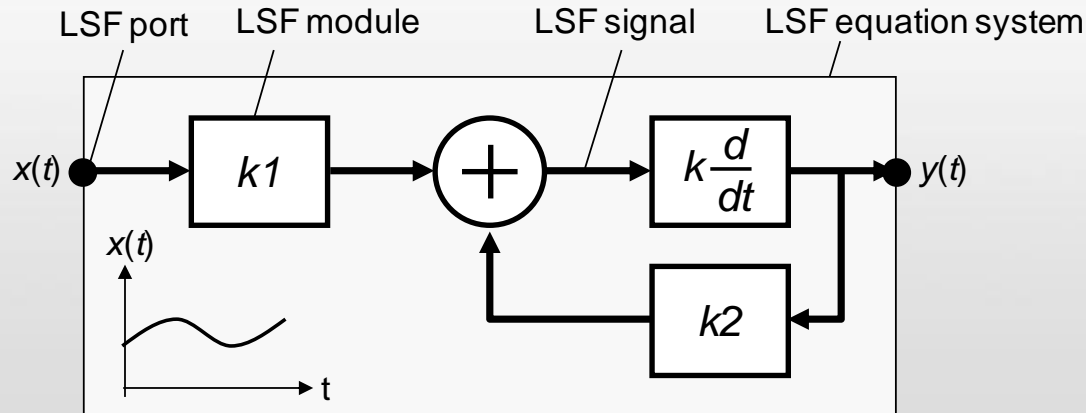 LSF port LSF module LSF signal LSF equation system
x(t) k1 + k d/dt y(t)
x(t)
k2
t